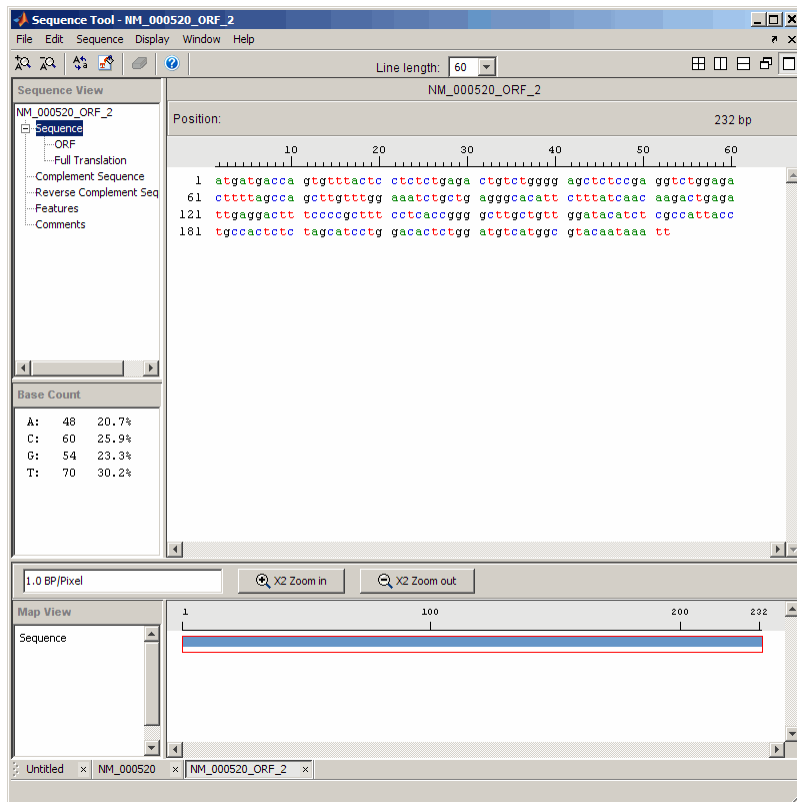 Sequence Tool - NM_000520_ORF_2
File Edit Sequence Display Window Help
Line length: 60
Sequence View
NM_000520_ORF_2
Sequence
ORF
Full Translation
Complement Sequence
Reverse Complement Seq
Features
Comments
NM_000520_ORF_2
Position: 232 bp
10 20 30 40 50 60
1 atgatgacca gtgtttactc ctctctgaga ctgtctgggg agctctccga ggtctggaga
61 ctttttagcca gcttgtttgg aaatctgctg agggcacatt ctttatcaac aagactgaga
121 ttgaggactt tccccgcttt cctcaccggg gcttgctgtt ggatacatct cgccattacc
181 tgccactctc tagcatcctg gacactctgg atgtcatggc gtacaataaa tt
Base Count
A: 48 20.7%
C: 60 25.9%
G: 54 23.3%
T: 70 30.2%
1.0 BP/Pixel
X2 Zoom in
X2 Zoom out
Map View
Sequence
1 100 200 232
Untitled × NM_000520 × NM_000520_ORF_2 ×